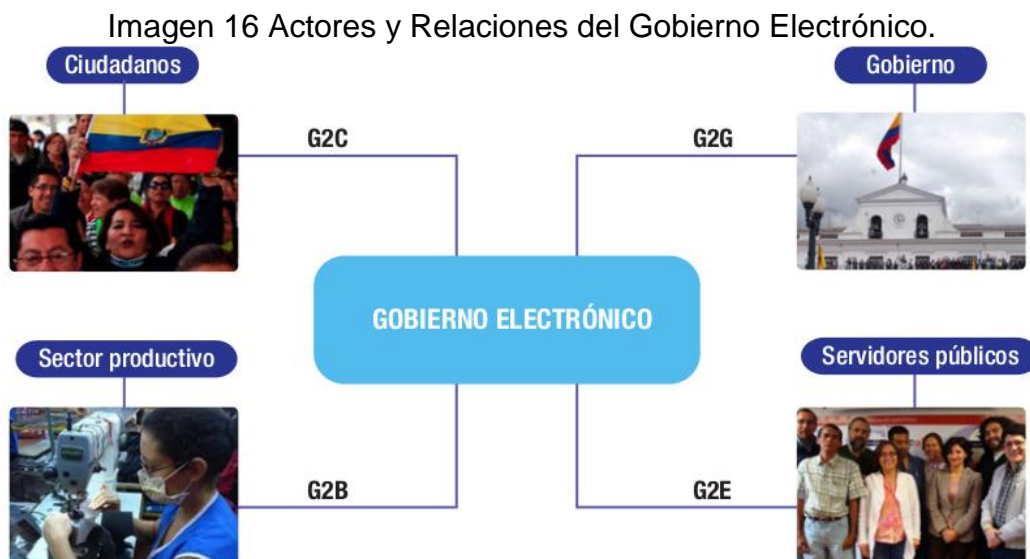 Imagen 16 Actores y Relaciones del Gobierno Electrónico.
Ciudadanos
Gobierno
G2C
G2G
GOBIERNO ELECTRÓNICO
Sector productivo
Servidores públicos
G2B
G2E